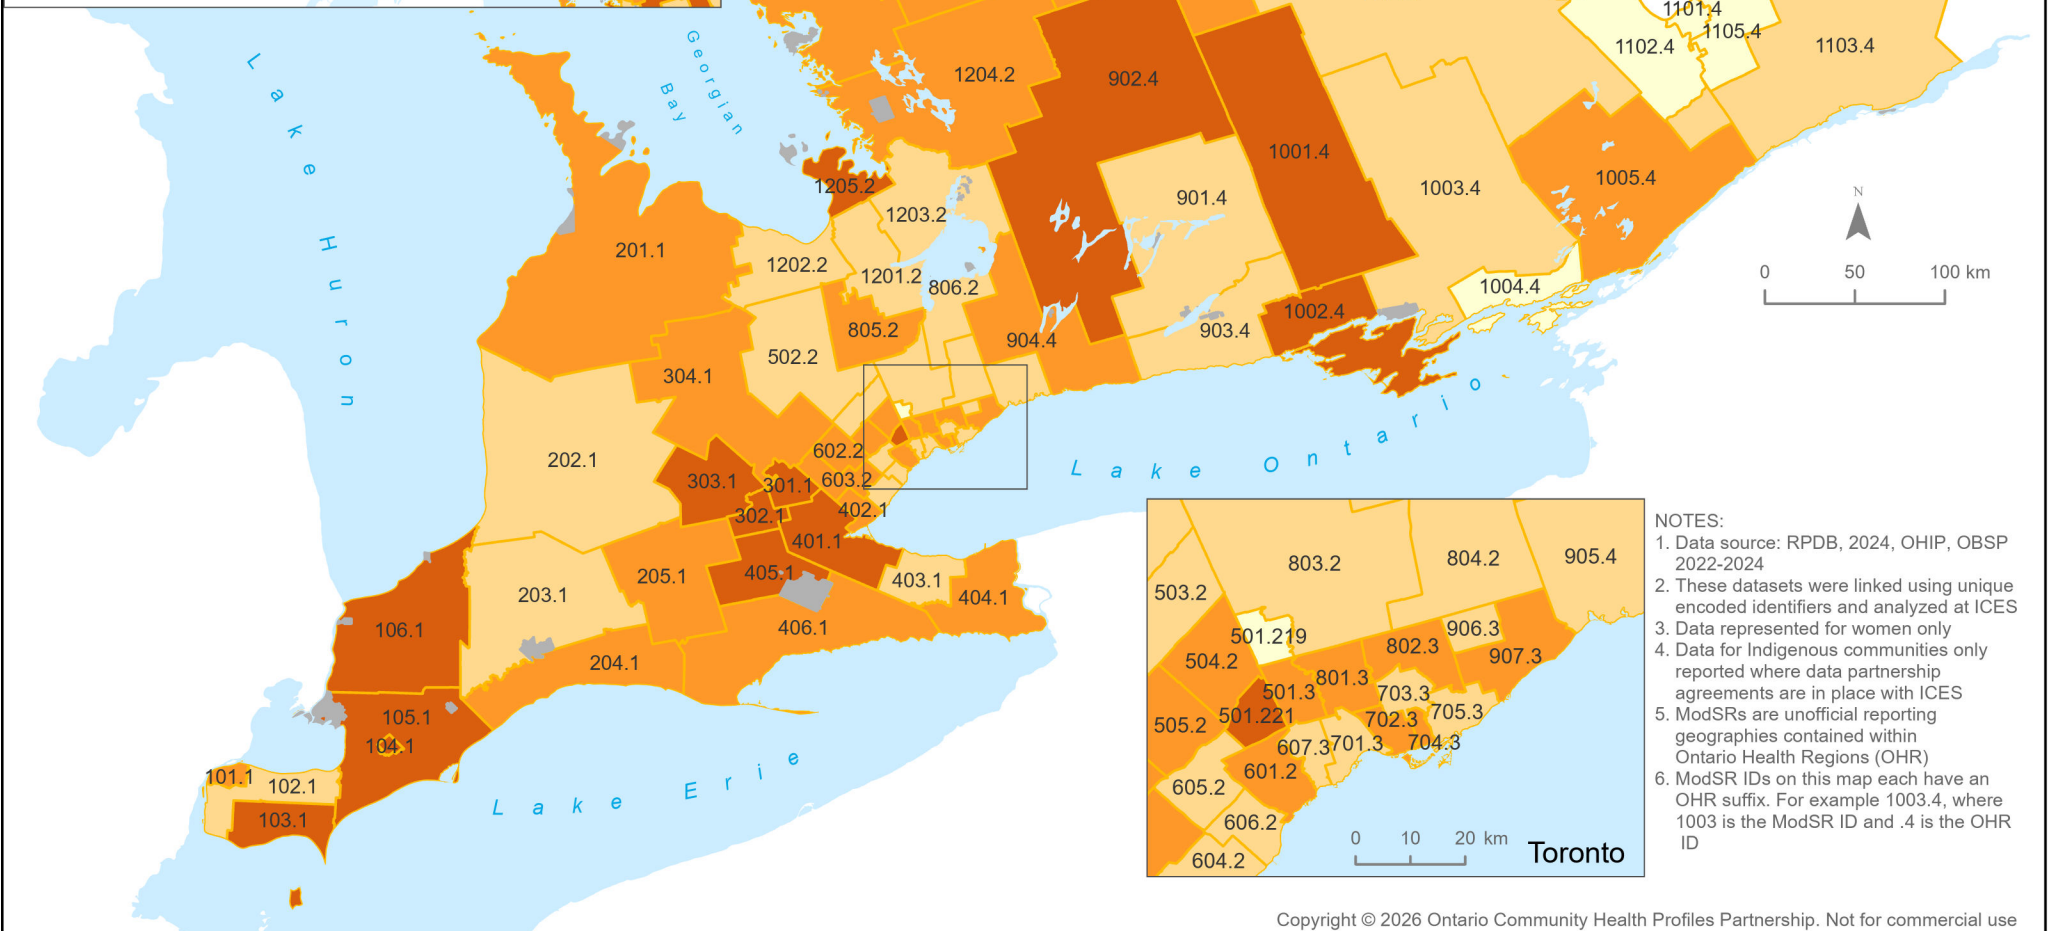 1101.4
1105.4
1102.4
1103.4
Lake Huron
Georgian
Bay
1204.2
902.4
1001.4
1205.2
1203.2
901.4
1003.4
1005.4
N
201.1
1202.2
1201.2
806.2
0 50 100 km
1004.4
805.2
904.4
903.4
1002.4
502.2
304.1
Lake Ontario
202.1
602.2
603.2
303.1
301.1
302.1
402.1
401.1
405.1
403.1
404.1
205.1
203.1
406.1
106.1
204.1
105.1
104.1
101.1
102.1
103.1
Lake Erie
803.2
804.2
905.4
503.2
501.219
906.3
504.2
802.3
907.3
801.3
501.3
703.3
505.2
501.221
702.3
705.3
607.3
701.3
704.3
601.2
605.2
606.2
604.2
0 10 20 km
Toronto
NOTES:
1. Data source: RPDB, 2024, OHIP, OBSP
2022-2024
2. These datasets were linked using unique
encoded identifiers and analyzed at ICES
3. Data represented for women only
4. Data for Indigenous communities only
reported where data partnership
agreements are in place with ICES
5. ModSRs are unofficial reporting
geographies contained within
Ontario Health Regions (OHR)
6. ModSR IDs on this map each have an
OHR suffix. For example 1003.4, where
1003 is the ModSR ID and .4 is the OHR
ID
Copyright © 2026 Ontario Community Health Profiles Partnership. Not for commercial use